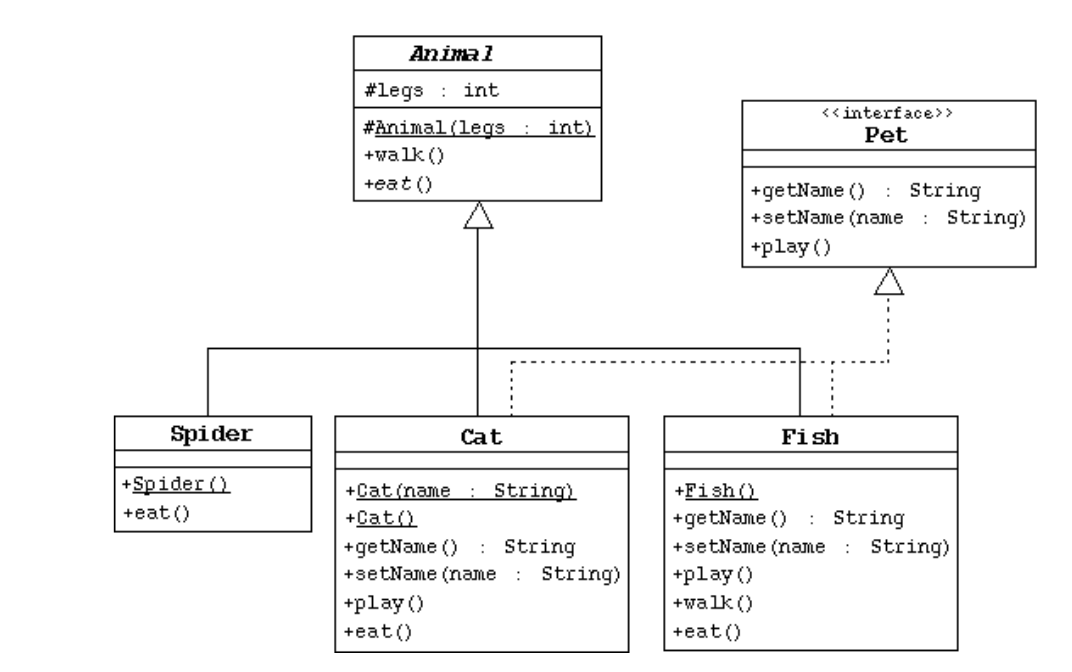 Animal
#legs : int
#Animal(legs : int)
+walk()
+eat()
<<interface>>
Pet
+getName() : String
+setName(name : String)
+play()
Spider
+Spider()
+eat()
Cat
+Cat(name : String)
+Cat()
+getName() : String
+setName(name : String)
+play()
+eat()
Fish
+Fish()
+getName() : String
+setName(name : String)
+play()
+walk()
+eat()